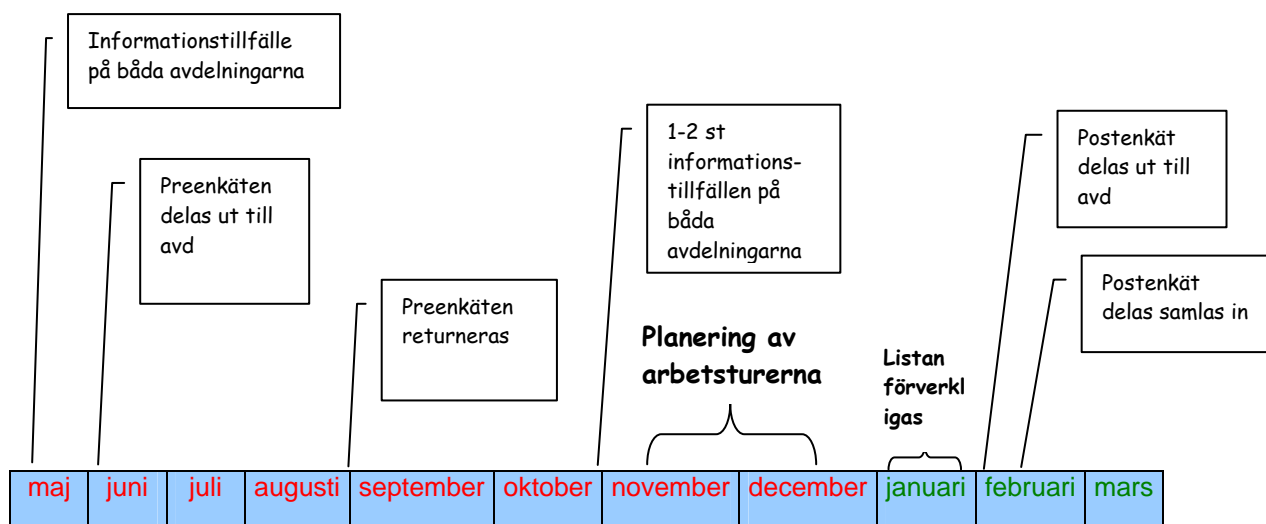 Informationstillfälle
på båda avdelningarna
Preenkäten
delas ut till
avd
Preenkäten
returneras
1-2 st
informations-
tillfällen på
båda
avdelningarna
Planering av
arbetsturerna
Listan
förverkl
igas
Postenkät
delas ut till
avd
Postenkät
delas samlas in
maj juni juli augusti september oktober november december januari februari mars